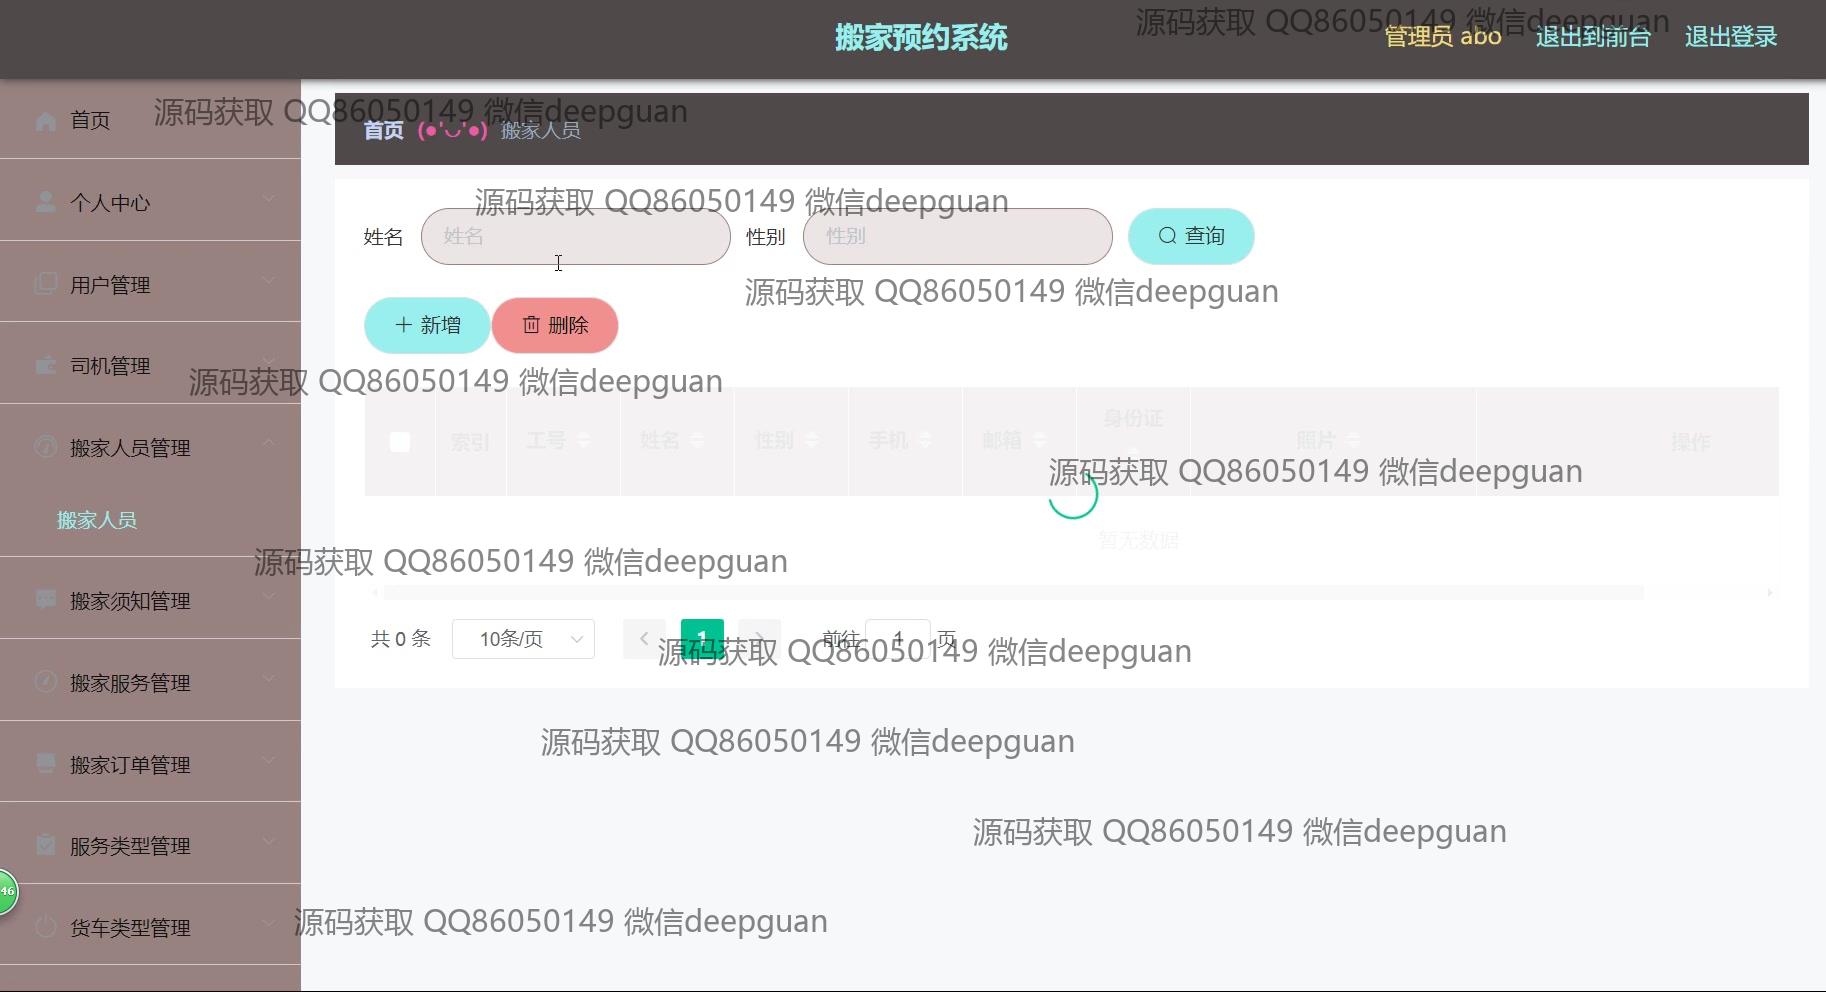 搬家预约系统
源码获取 QQ86050149 微信deepguan
管理员 abo
退出到前台
退出登录
首页
源码获取 QQ86050149 微信deepguan
首页 (●'◡'●) 搬家人员
个人中心
源码获取 QQ86050149 微信deepguan
姓名 姓名 性别 性别 查询
用户管理
源码获取 QQ86050149 微信deepguan
新增 删除
司机管理
源码获取 QQ86050149 微信deepguan
索引 工号 姓名 性别 手机 邮箱 身份证 照片 操作
搬家人员管理
源码获取 QQ86050149 微信deepguan
搬家人员
暂无数据
源码获取 QQ86050149 微信deepguan
搬家须知管理
共 0 条 10条/页 1 前往 1 页
源码获取 QQ86050149 微信deepguan
搬家服务管理
源码获取 QQ86050149 微信deepguan
搬家订单管理
源码获取 QQ86050149 微信deepguan
服务类型管理
46
源码获取 QQ86050149 微信deepguan
货车类型管理